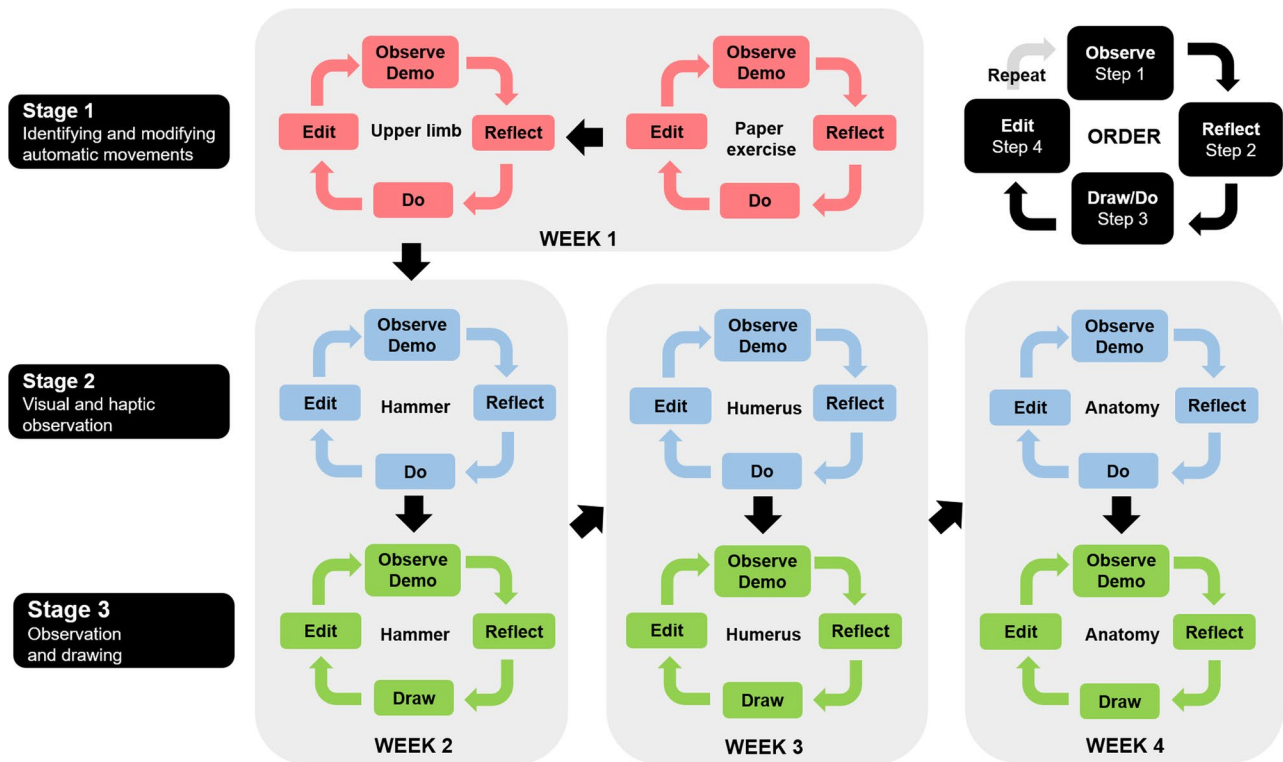 Stage 1
Identifying and modifying
automatic movements
Observe
Demo
Edit
Upper limb
Reflect
Do
Observe
Demo
Edit
Paper
exercise
Reflect
Do
WEEK 1
Observe
Step 1
Repeat
Edit
Step 4
ORDER
Reflect
Step 2
Draw/Do
Step 3
Stage 2
Visual and haptic
observation
Observe
Demo
Edit
Hammer
Reflect
Do
Observe
Demo
Edit
Humerus
Reflect
Do
Observe
Demo
Edit
Anatomy
Reflect
Do
Stage 3
Observation
and drawing
Observe
Demo
Edit
Hammer
Reflect
Draw
WEEK 2
Observe
Demo
Edit
Humerus
Reflect
Draw
WEEK 3
Observe
Demo
Edit
Anatomy
Reflect
Draw
WEEK 4